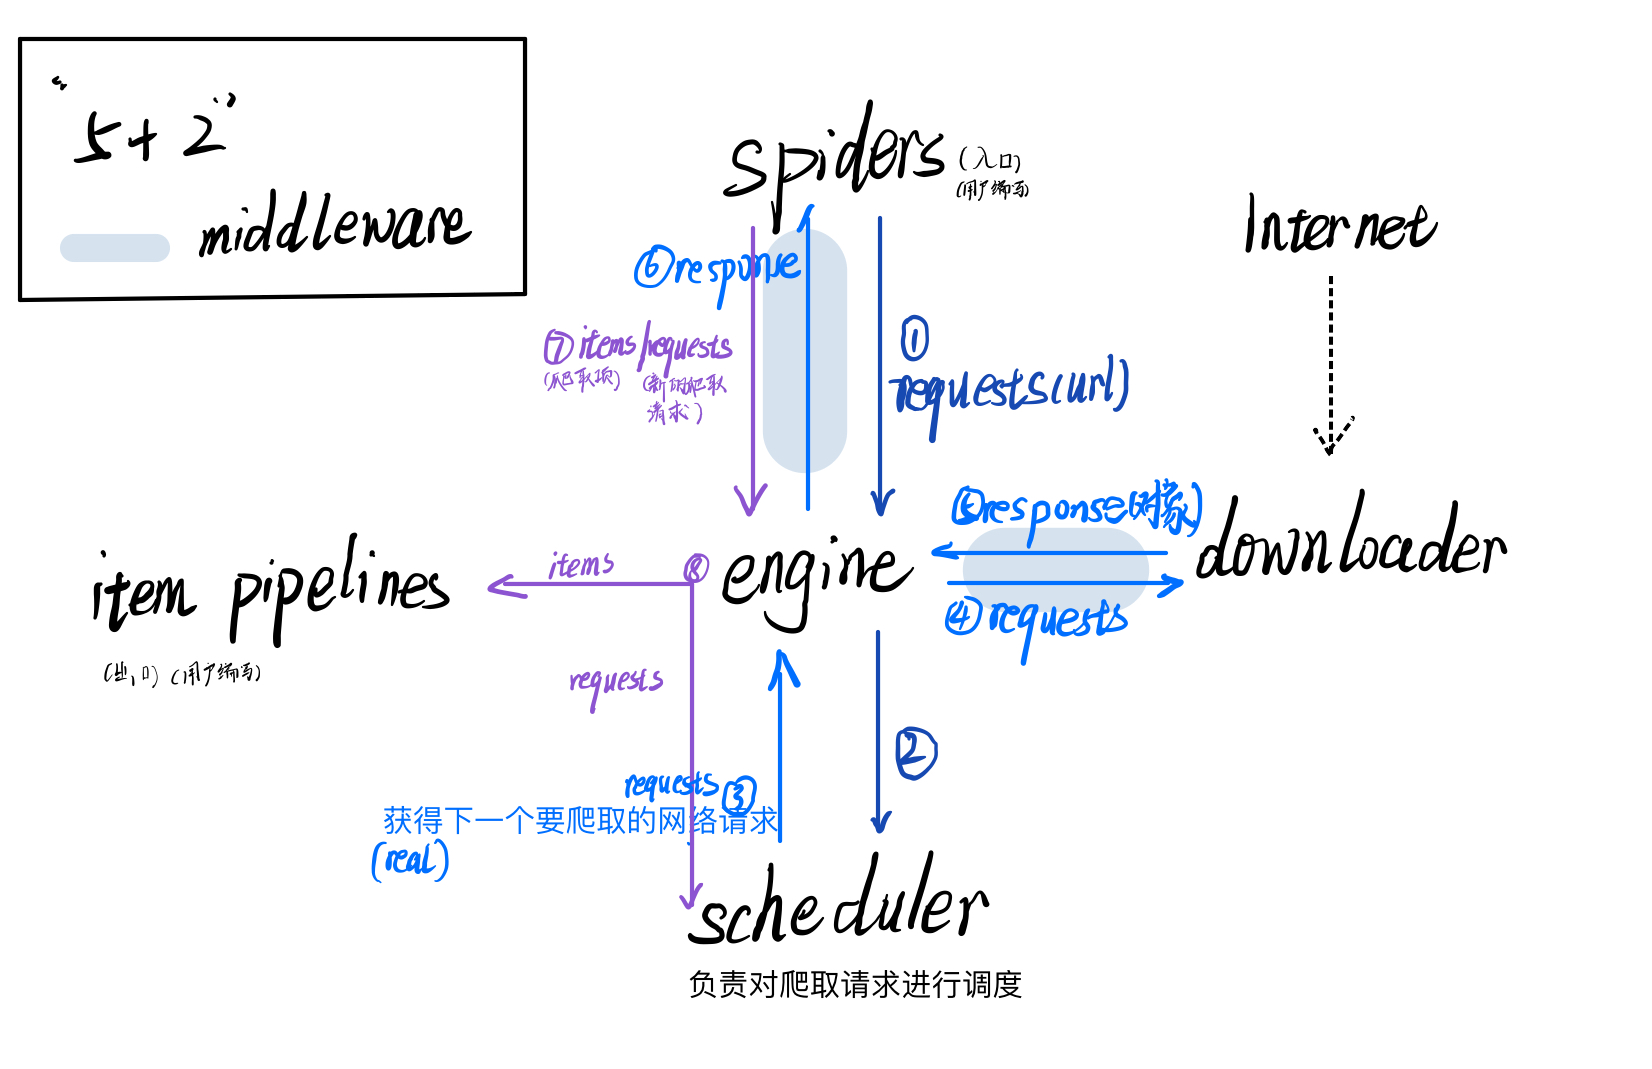 “5+2”
middleware
spiders (入口)
(用户编写)
Internet
⑥response
①
requests(url)
⑦items/requests
(爬取项) (新的爬取
请求)
⑤response(对象)
downloader
④requests
engine
⑧
items
item pipelines
(出口) (用户编写)
requests
②
requests③
获得下一个要爬取的网络请求
(real)
scheduler
负责对爬取请求进行调度